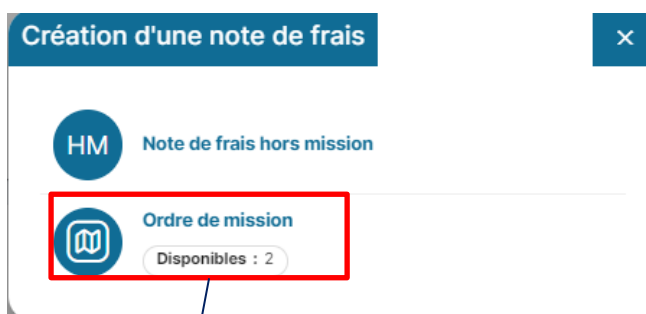 Création d'une note de frais
×
HM
Note de frais hors mission
Ordre de mission
Disponibles : 2